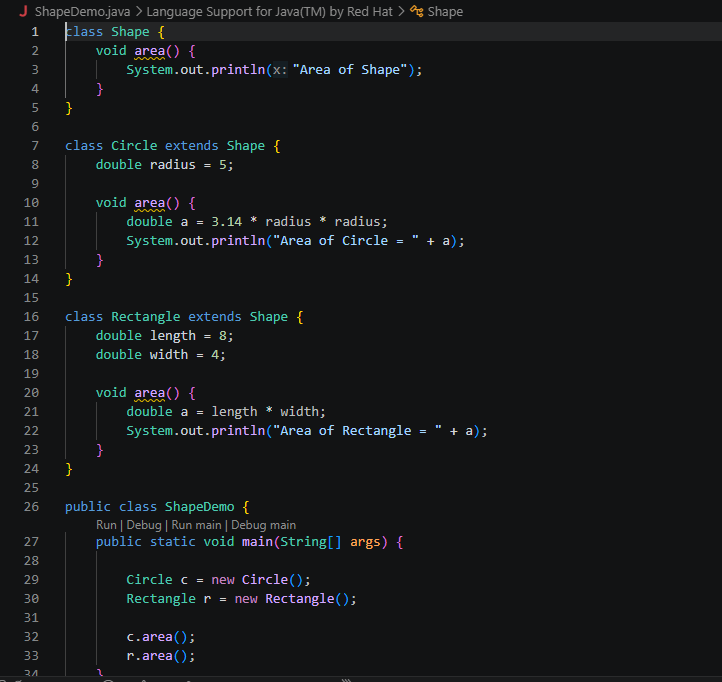 J ShapeDemo.java > Language Support for Java(TM) by Red Hat > Shape
1 class Shape {
2 void area() {
3 System.out.println(x: "Area of Shape");
4 }
5 }
6
7 class Circle extends Shape {
8 double radius = 5;
9
10 void area() {
11 double a = 3.14 * radius * radius;
12 System.out.println("Area of Circle = " + a);
13 }
14 }
15
16 class Rectangle extends Shape {
17 double length = 8;
18 double width = 4;
19
20 void area() {
21 double a = length * width;
22 System.out.println("Area of Rectangle = " + a);
23 }
24 }
25
26 public class ShapeDemo {
Run | Debug | Run main | Debug main
27 public static void main(String[] args) {
28
29 Circle c = new Circle();
30 Rectangle r = new Rectangle();
31
32 c.area();
33 r.area();
34 }